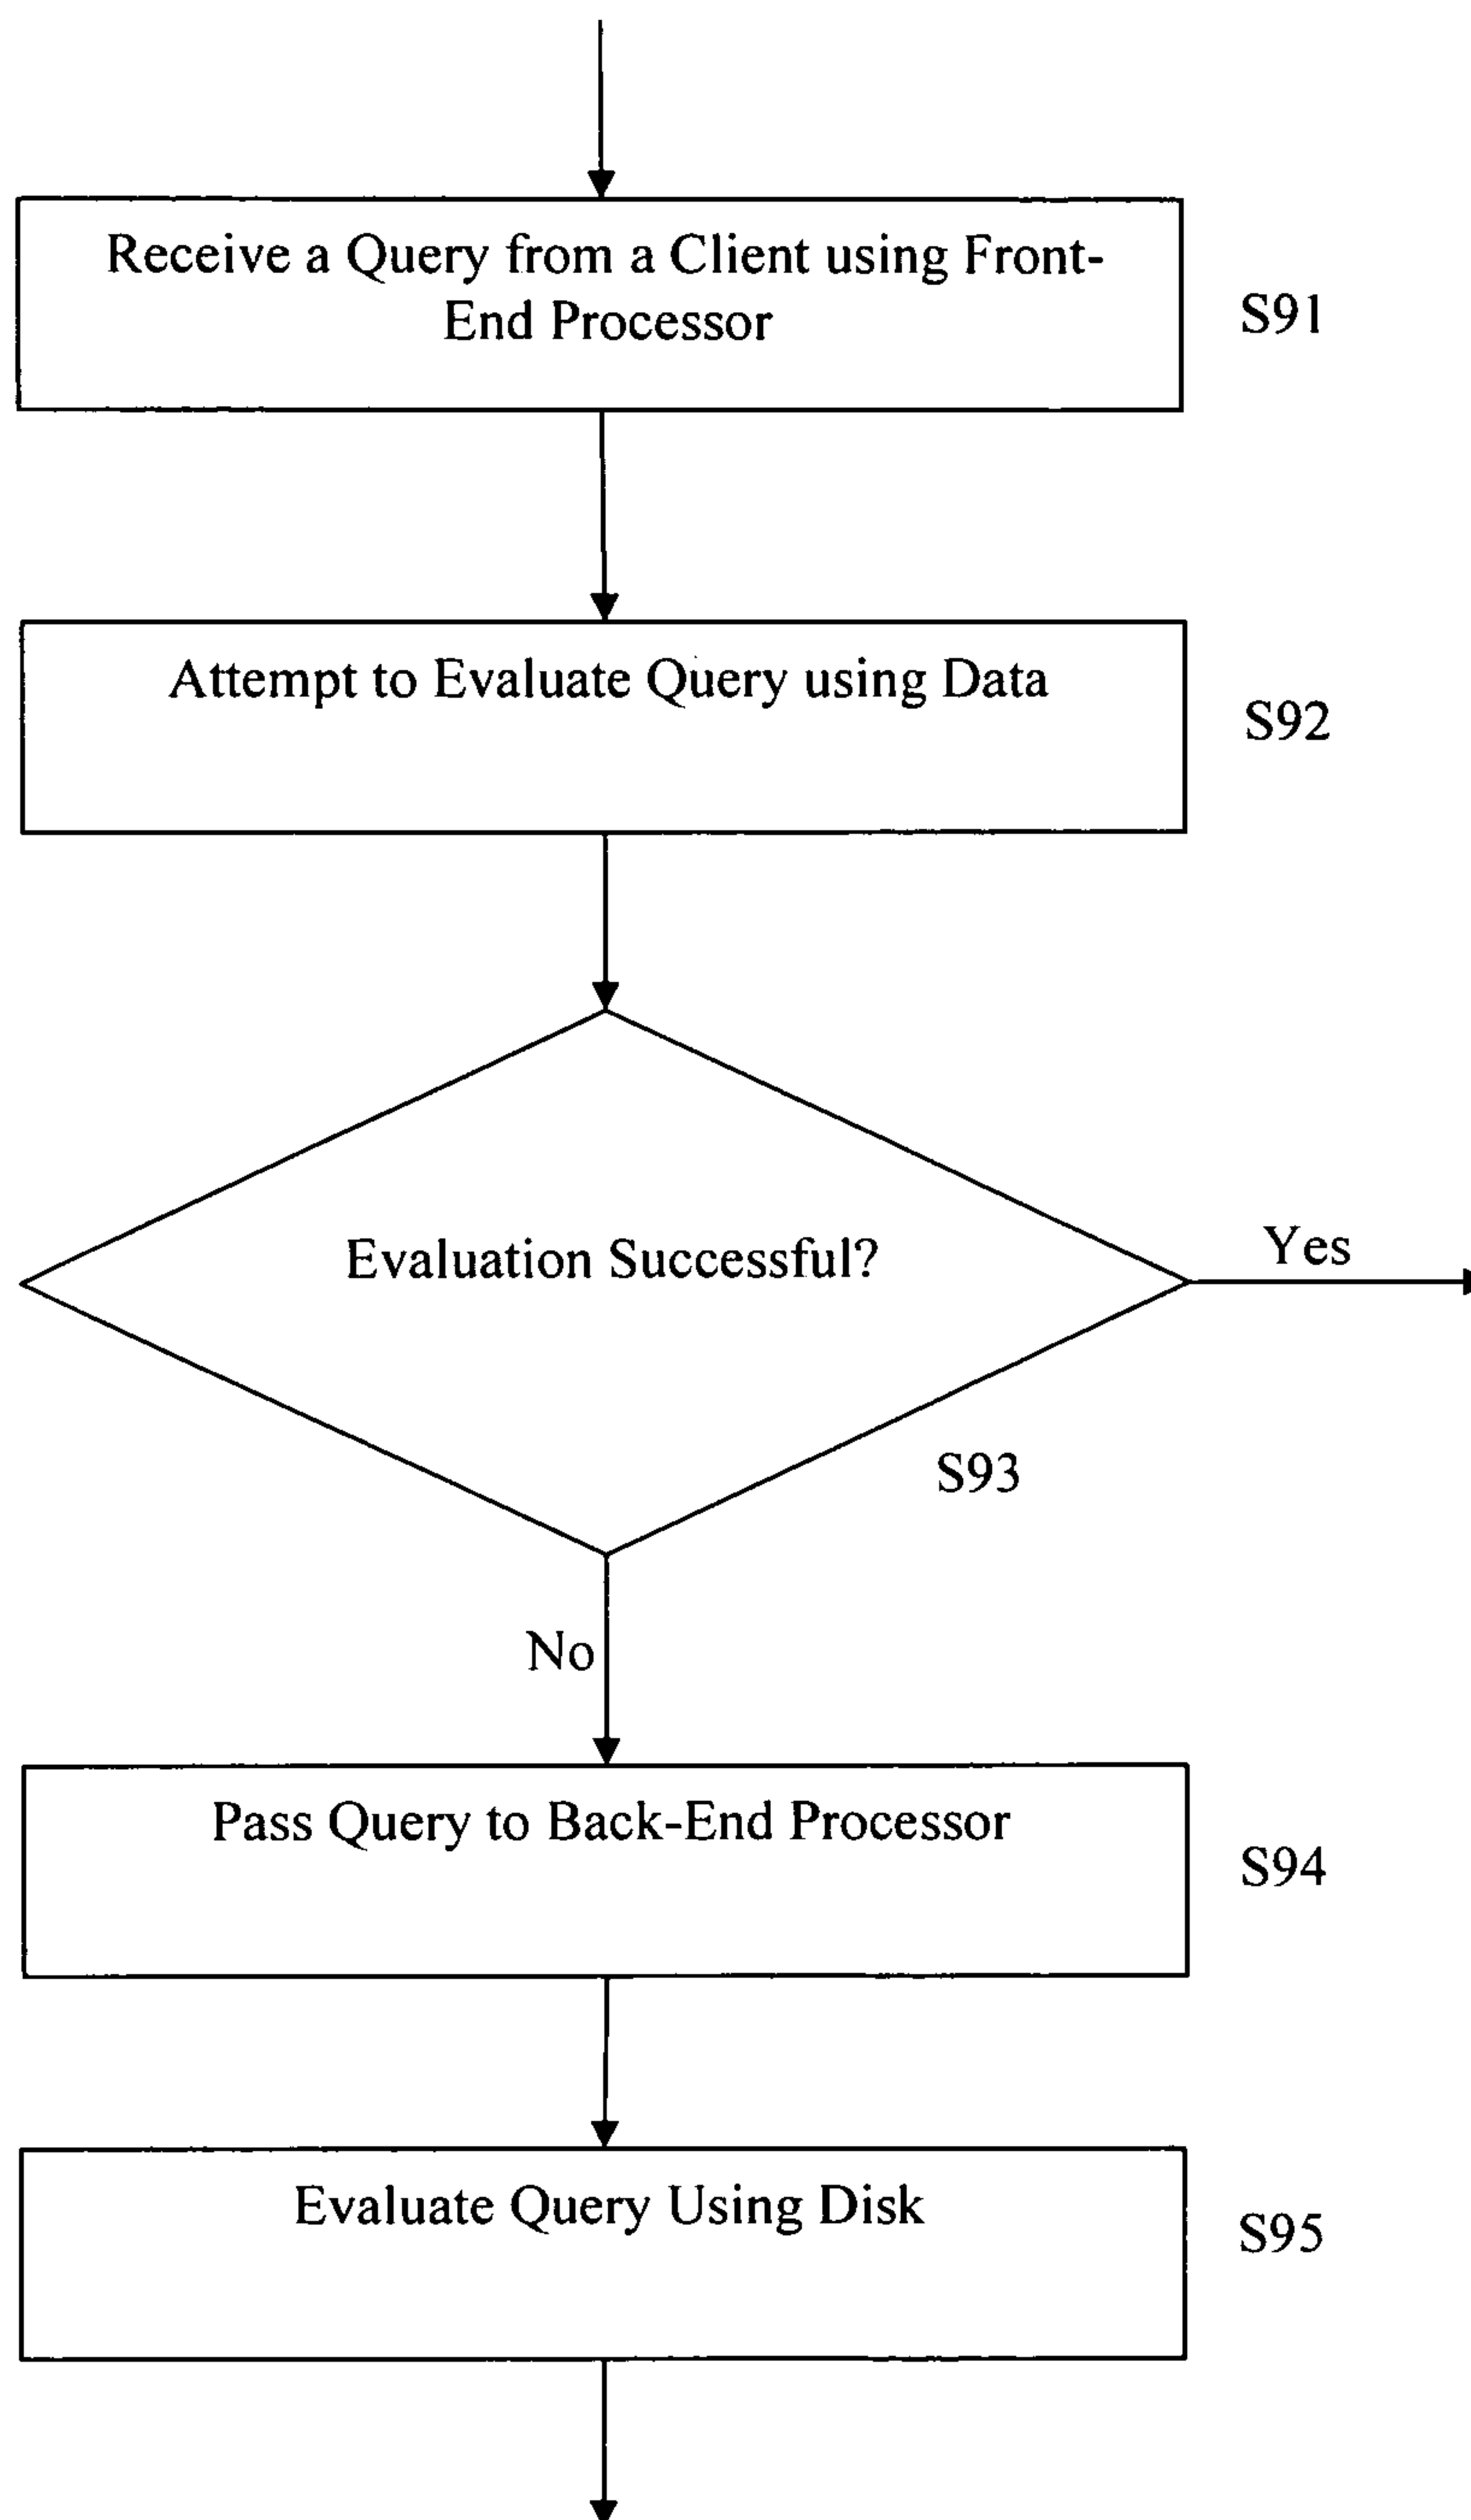 Receive a Query from a Client using Front-
End Processor
S91
Attempt to Evaluate Query using Data
S92
Evaluation Successful?
Yes
S93
No
Pass Query to Back-End Processor
S94
Evaluate Query Using Disk
S95